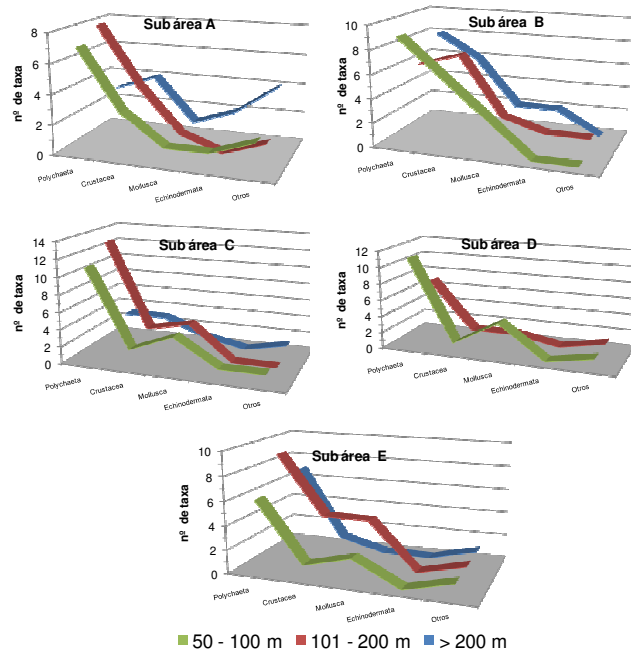 Sub área A
nº de taxa
8
6
4
2
0
Polychaeta
Crustacea
Mollusca
Echinodermata
Otros
Sub área B
nº de taxa
10
8
6
4
2
0
Polychaeta
Crustacea
Mollusca
Echinodermata
Otros
Sub área C
nº de taxa
14
12
10
8
6
4
2
0
Polychaeta
Crustacea
Mollusca
Echinodermata
Otros
Sub área D
nº de taxa
12
10
8
6
4
2
0
Polychaeta
Crustacea
Mollusca
Echinodermata
Otros
Sub área E
nº de taxa
10
8
6
4
2
0
Polychaeta
Crustacea
Mollusca
Echinodermata
Otros
50 - 100 m 101 - 200 m > 200 m